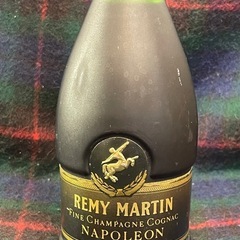 REMY MARTIN
FINE CHAMPAGNE COGNAC
NAPOLEON